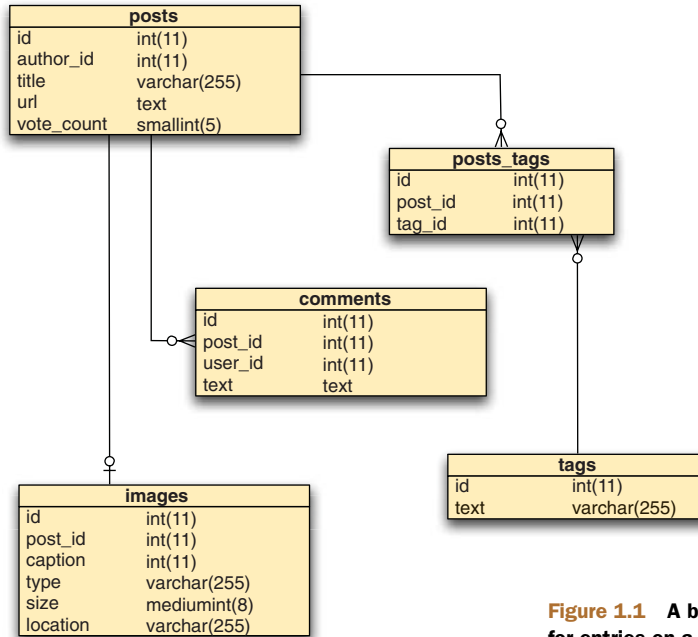 posts
id int(11)
author_id int(11)
title varchar(255)
url text
vote_count smallint(5)
posts_tags
id int(11)
post_id int(11)
tag_id int(11)
comments
id int(11)
post_id int(11)
user_id int(11)
text text
tags
id int(11)
text varchar(255)
images
id int(11)
post_id int(11)
caption int(11)
type varchar(255)
size mediumint(8)
location varchar(255)
Figure 1.1 A b